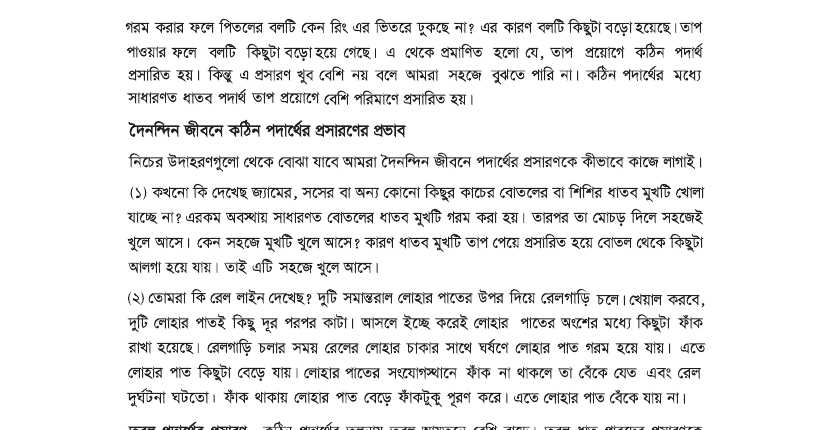 গরম করার ফলে পিতলের বলটি কেন রিং এর ভিতরে ঢুকছে না? এর কারণ বলটি কিছুটা বড়ো হয়েছে। তাপ
পাওয়ার ফলে বলটি কিছুটা বড়ো হয়ে গেছে। এ থেকে প্রমাণিত হলো যে, তাপ প্রয়োগে কঠিন পদার্থ
প্রসারিত হয়। কিন্তু এ প্রসারণ খুব বেশি নয় বলে আমরা সহজে বুঝতে পারি না। কঠিন পদার্থের মধ্যে
সাধারণত ধাতব পদার্থ তাপ প্রয়োগে বেশি পরিমাণে প্রসারিত হয়।
দৈনন্দিন জীবনে কঠিন পদার্থের প্রসারণের প্রভাব
নিচের উদাহরণগুলো থেকে বোঝা যাবে আমরা দৈনন্দিন জীবনে পদার্থের প্রসারণকে কীভাবে কাজে লাগাই।
(১) কখনো কি দেখেছ জ্যামের, সসের বা অন্য কোনো কিছুর কাচের বোতলের বা শিশির ধাতব মুখটি খোলা
যাচ্ছে না? এরকম অবস্থায় সাধারণত বোতলের ধাতব মুখটি গরম করা হয়। তারপর তা মোচড় দিলে সহজেই
খুলে আসে। কেন সহজে মুখটি খুলে আসে? কারণ ধাতব মুখটি তাপ পেয়ে প্রসারিত হয়ে বোতল থেকে কিছুটা
আলগা হয়ে যায়। তাই এটি সহজে খুলে আসে।
(২) তোমরা কি রেল লাইন দেখেছ? দুটি সমান্তরাল লোহার পাতের উপর দিয়ে রেলগাড়ি চলে। খেয়াল করবে,
দুটি লোহার পাতই কিছু দূর পরপর কাটা। আসলে ইচ্ছে করেই লোহার পাতের অংশের মধ্যে কিছুটা ফাঁক
রাখা হয়েছে। রেলগাড়ি চলার সময় রেলের লোহার চাকার সাথে ঘর্ষণে লোহার পাত গরম হয়ে যায়। এতে
লোহার পাত কিছুটা বেড়ে যায়। লোহার পাতের সংযোগস্থানে ফাঁক না থাকলে তা বেঁকে যেত এবং রেল
দুর্ঘটনা ঘটতো। ফাঁক থাকায় লোহার পাত বেড়ে ফাঁকটুকু পূরণ করে। এতে লোহার পাত বেঁকে যায় না।